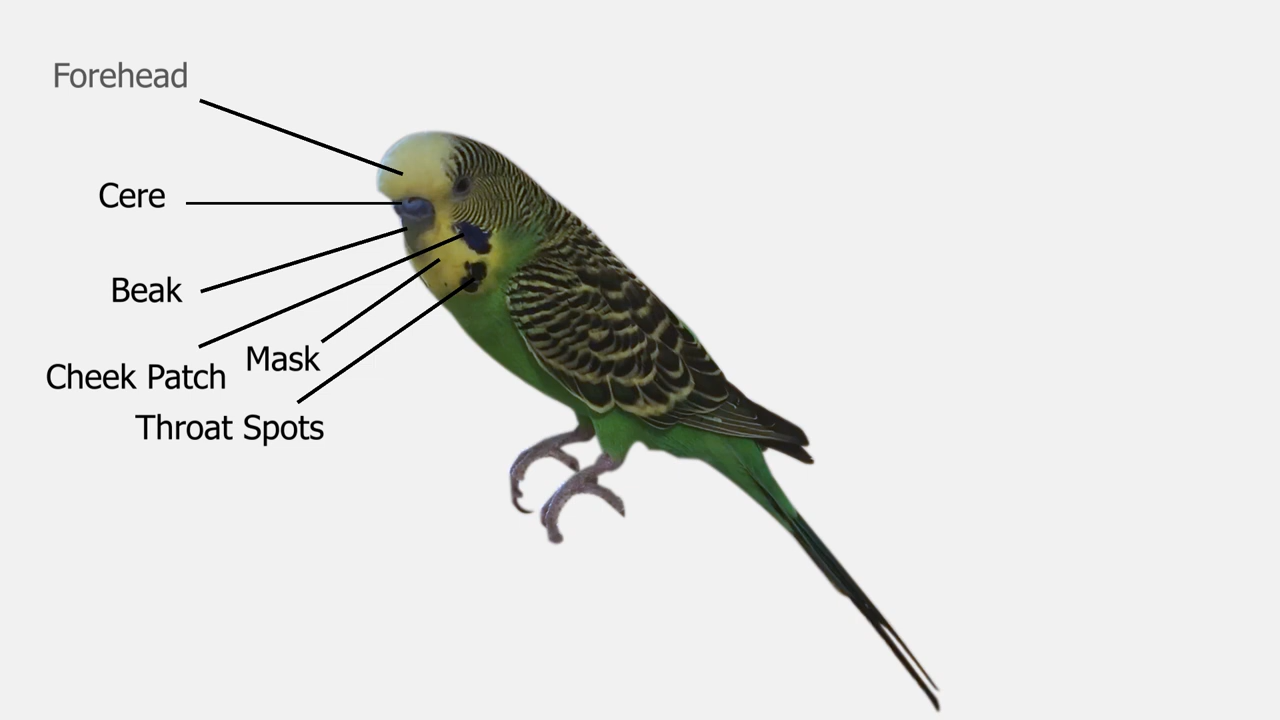 Forehead
Cere
Beak
Cheek Patch
Mask
Throat Spots